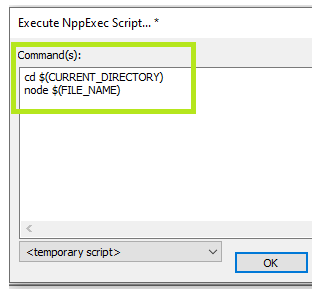 Execute NppExec Script... *
Command(s):
cd $(CURRENT_DIRECTORY)
node $(FILE_NAME)
<temporary script>
OK